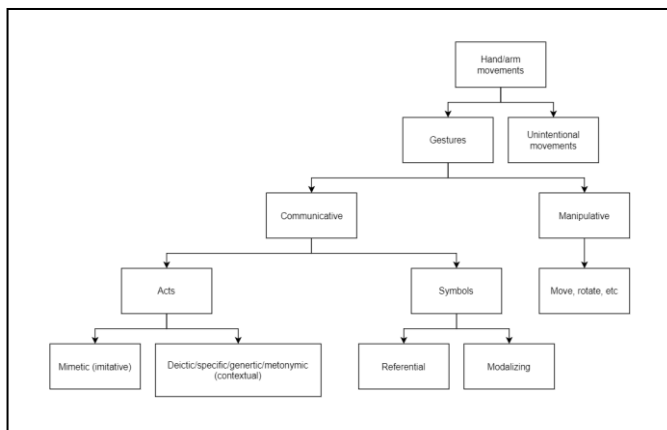 Hand/arm
movements
Gestures
Unintentional
movements
Communicative
Manipulative
Acts
Symbols
Move, rotate, etc
Mimetic (imitative)
Deictic/specific/genertic/metonymic
(contextual)
Referential
Modalizing